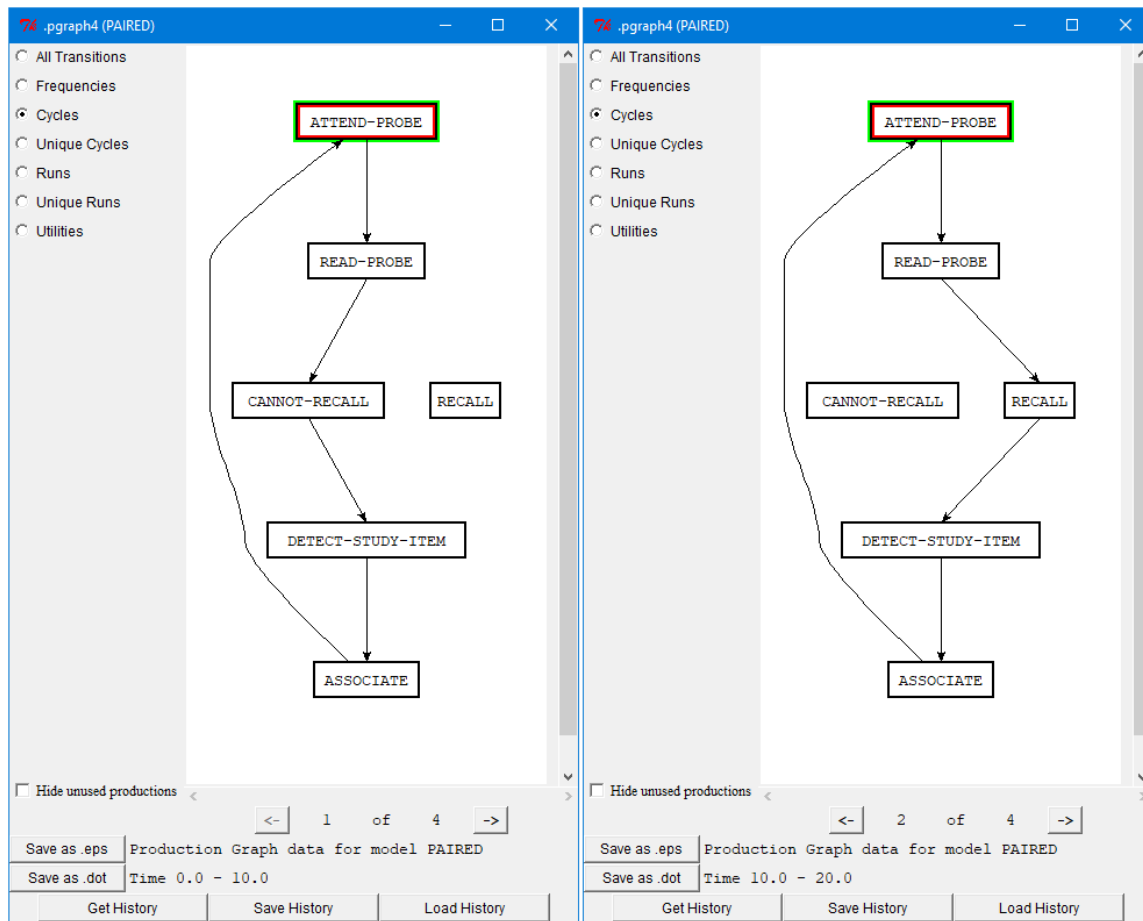 .pgraph4 (PAIRED)
All Transitions
Frequencies
Cycles
Unique Cycles
Runs
Unique Runs
Utilities
ATTEND-PROBE
READ-PROBE
CANNOT-RECALL RECALL
DETECT-STUDY-ITEM
ASSOCIATE
Hide unused productions
<- 1 of 4 ->
Save as .eps Production Graph data for model PAIRED
Save as .dot Time 0.0 - 10.0
Get History Save History Load History
.pgraph4 (PAIRED)
All Transitions
Frequencies
Cycles
Unique Cycles
Runs
Unique Runs
Utilities
ATTEND-PROBE
READ-PROBE
CANNOT-RECALL RECALL
DETECT-STUDY-ITEM
ASSOCIATE
Hide unused productions
<- 2 of 4 ->
Save as .eps Production Graph data for model PAIRED
Save as .dot Time 10.0 - 20.0
Get History Save History Load History